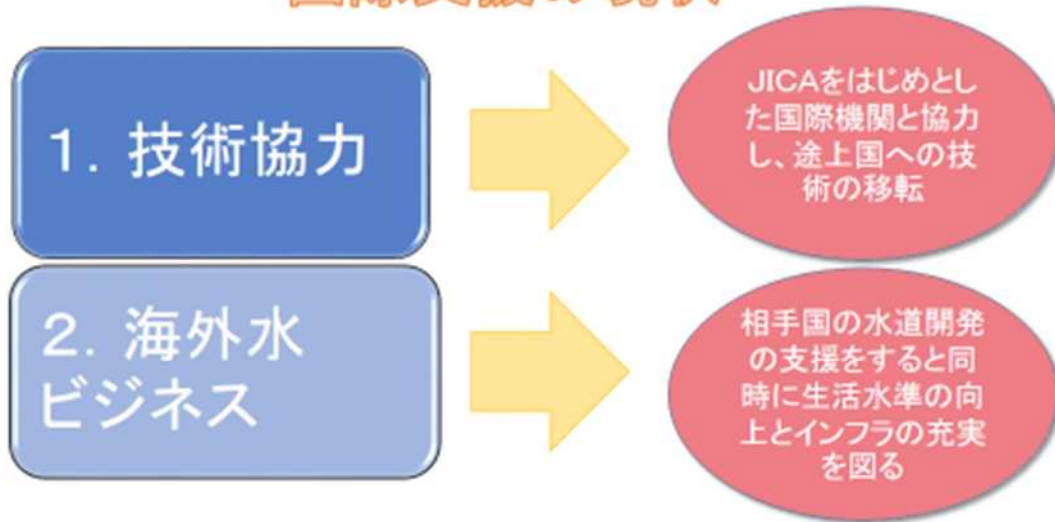 1. 技術協力
JICAをはじめとし
た国際機関と協力
し、途上国への技
術の移転
2. 海外水
ビジネス
相手国の水道開発
の支援をすると同
時に生活水準の向
上とインフラの充実
を図る